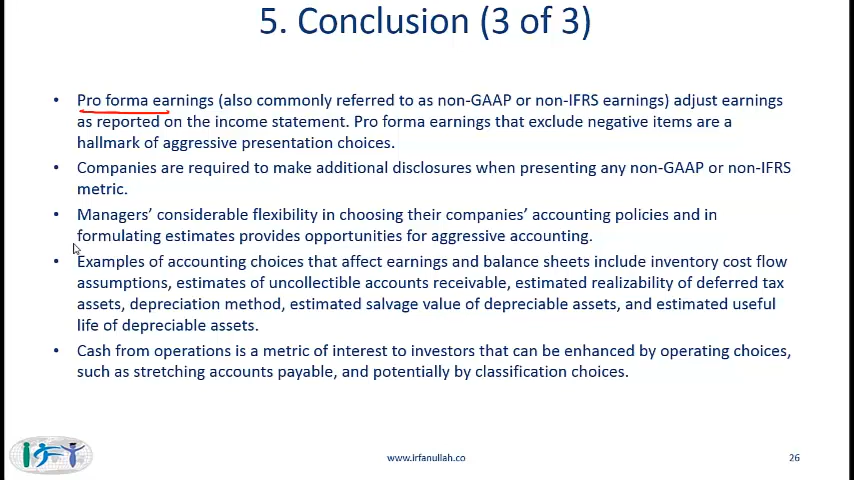 5. Conclusion (3 of 3)
• Pro forma earnings (also commonly referred to as non-GAAP or non-IFRS earnings) adjust earnings
as reported on the income statement. Pro forma earnings that exclude negative items are a
hallmark of aggressive presentation choices.
• Companies are required to make additional disclosures when presenting any non-GAAP or non-IFRS
metric.
• Managers’ considerable flexibility in choosing their companies’ accounting policies and in
formulating estimates provides opportunities for aggressive accounting.
• Examples of accounting choices that affect earnings and balance sheets include inventory cost flow
assumptions, estimates of uncollectible accounts receivable, estimated realizability of deferred tax
assets, depreciation method, estimated salvage value of depreciable assets, and estimated useful
life of depreciable assets.
• Cash from operations is a metric of interest to investors that can be enhanced by operating choices,
such as stretching accounts payable, and potentially by classification choices.
www.irfanullah.co
26